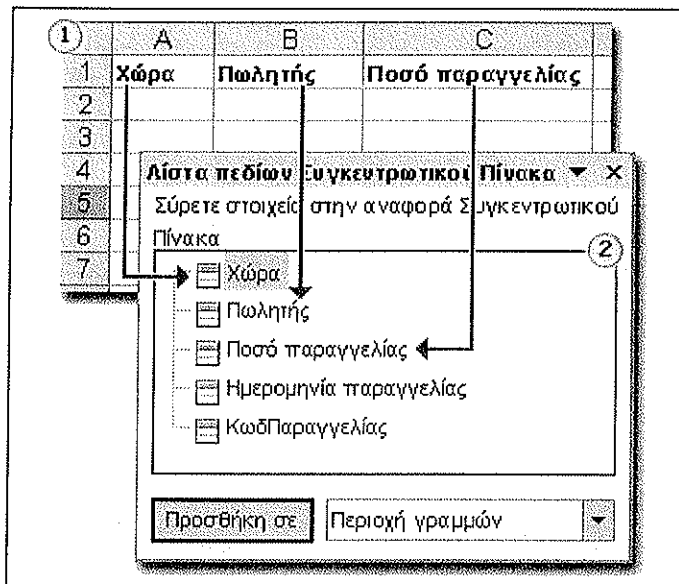 1 A B C
1 Χώρα Πωλητής Ποσό παραγγελίας
2
3
4
5
6
7
Λίστα πεδίων Συγκεντρωτικού Πίνακα
Σύρετε στοιχεία στην αναφορά Συγκεντρωτικού
Πίνακα
2
Χώρα
Πωλητής
Ποσό παραγγελίας
Ημερομηνία παραγγελίας
ΚωδΠαραγγελίας
Προσθήκη σε Περιοχή γραμμών